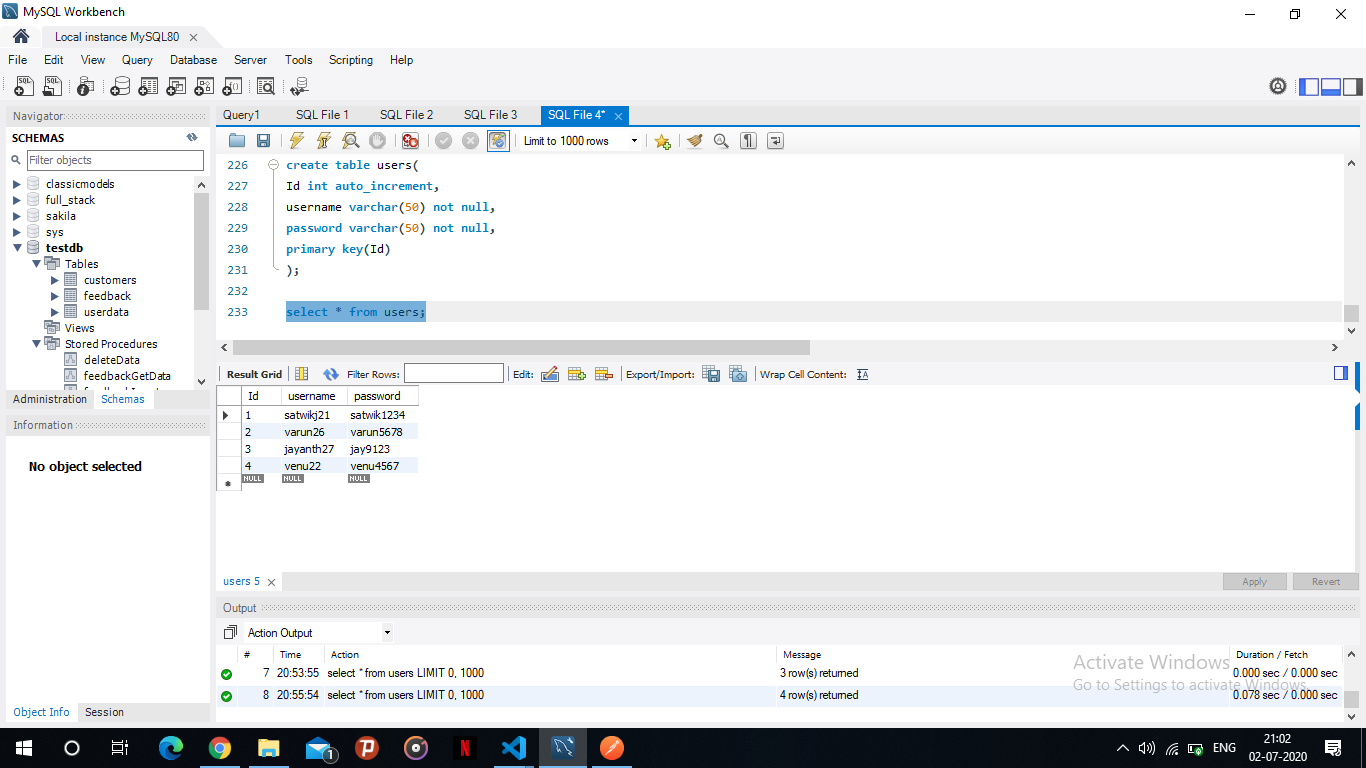 MySQL Workbench
Local instance MySQL80
File Edit View Query Database Server Tools Scripting Help
Navigator
SCHEMAS
Filter objects
classicmodels
full_stack
sakila
sys
testdb
Tables
customers
feedback
userdata
Views
Stored Procedures
deleteData
feedbackGetData
Administration Schemas
Information
No object selected
Object Info Session
Query1 SQL File 1 SQL File 2 SQL File 3 SQL File 4*
Limit to 1000 rows
226 create table users(
227 Id int auto_increment,
228 username varchar(50) not null,
229 password varchar(50) not null,
230 primary key(Id)
231 );
232
233 select * from users;
Result Grid Filter Rows: Edit: Export/Import: Wrap Cell Content:
Id username password
1 satwikj21 satwik1234
2 varun26 varun5678
3 jayanth27 jay9123
4 venu22 venu4567
NULL NULL NULL
users 5
Apply Revert
Output
Action Output
# Time Action Message Duration / Fetch
7 20:53:55 select * from users LIMIT 0, 1000 3 row(s) returned 0.000 sec / 0.000 sec
8 20:55:54 select * from users LIMIT 0, 1000 4 row(s) returned 0.078 sec / 0.000 sec
Activate Windows
Go to Settings to activate Windows.
1
ENG
21:02
02-07-2020